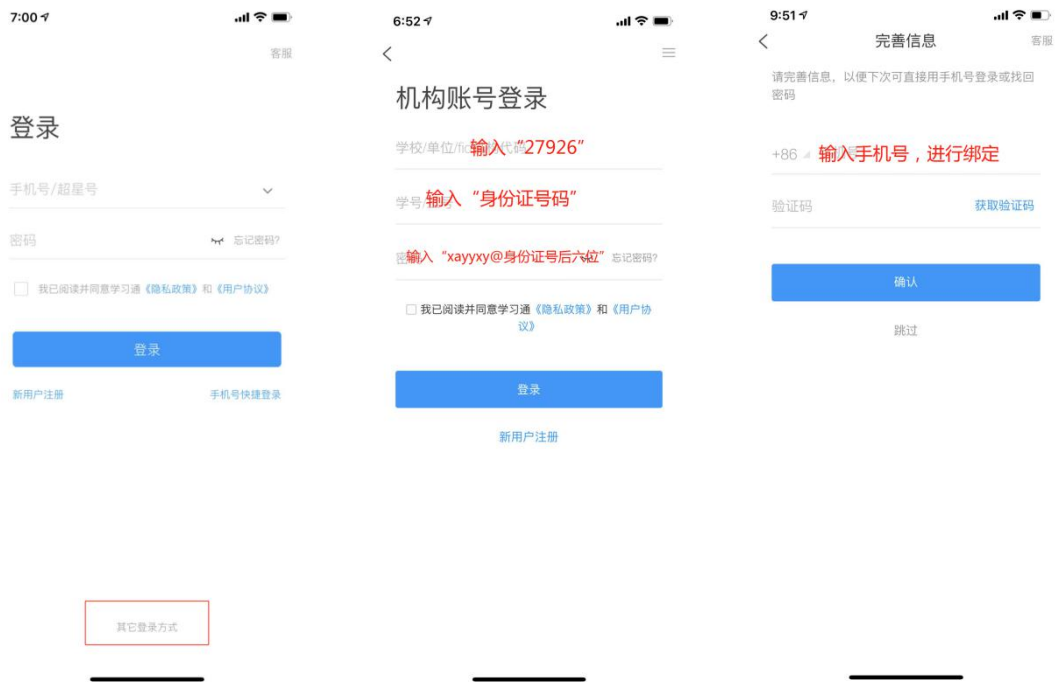 7:00
客服
登录
手机号/超星号
密码
忘记密码?
我已阅读并同意学习通《隐私政策》和《用户协议》
登录
新用户注册
手机号快捷登录
其它登录方式
6:52
机构账号登录
学校/单位/
输入“27926”
学号/
输入“身份证号码”
输入“xayyxy@身份证号后六位”
忘记密码?
我已阅读并同意学习通《隐私政策》和《用户协
议》
登录
新用户注册
9:51
完善信息
客服
请完善信息，以便下次可直接用手机号登录或找回
密码
+86
输入手机号，进行绑定
验证码
获取验证码
确认
跳过